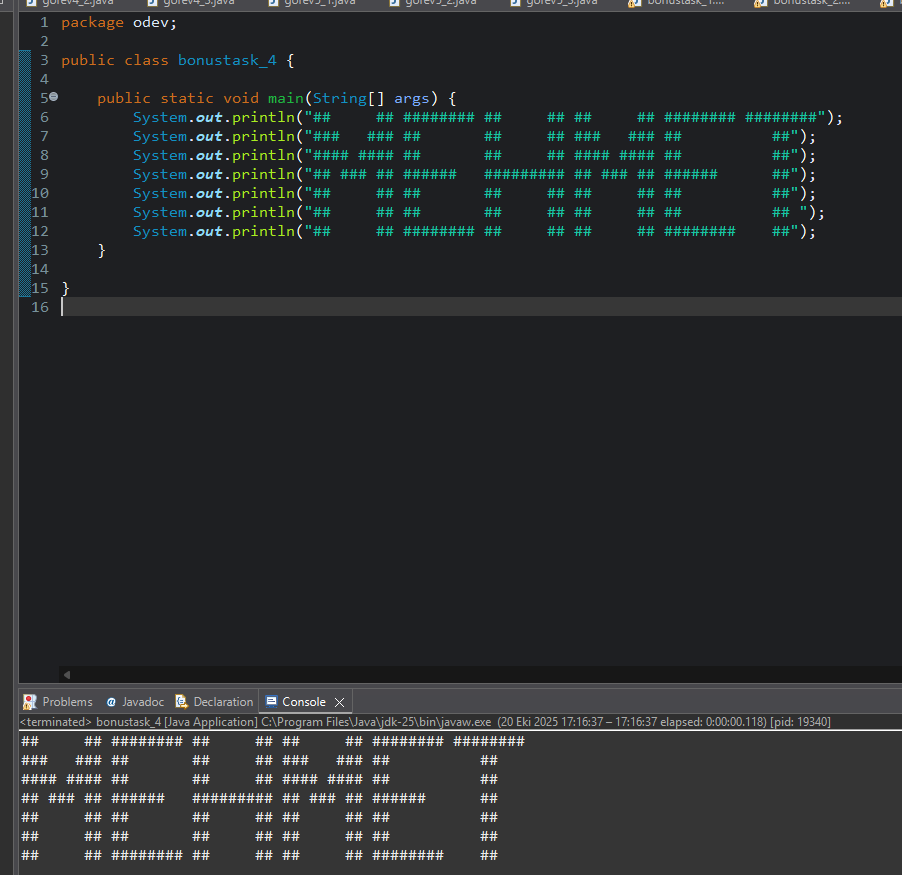 gorev4_2.java gorev4_3.java gorev5_1.java gorev5_2.java gorev5_3.java bonustask_1.... bonustask_2....
1 package odev;
2
3 public class bonustask_4 {
4
5 public static void main(String[] args) {
6 System.out.println("##     ## ######## ##     ## ##     ## ######## ########");
7 System.out.println("###   ### ##       ##     ## ###   ### ##          ##");
8 System.out.println("#### #### ##       ##     ## #### #### ##          ##");
9 System.out.println("## ### ## ######   ######### ## ### ## ######      ##");
10 System.out.println("##     ## ##       ##     ## ##     ## ##          ##");
11 System.out.println("##     ## ##       ##     ## ##     ## ##          ## ");
12 System.out.println("##     ## ######## ##     ## ##     ## ########    ##");
13 }
14
15 }
16
Problems Javadoc Declaration Console
<terminated> bonustask_4 [Java Application] C:\Program Files\Java\jdk-25\bin\javaw.exe (20 Eki 2025 17:16:37 – 17:16:37 elapsed: 0:00:00.118) [pid: 19340]
##     ## ######## ##     ## ##     ## ######## ########
###   ### ##       ##     ## ###   ### ##          ##
#### #### ##       ##     ## #### #### ##          ##
## ### ## ######   ######### ## ### ## ######      ##
##     ## ##       ##     ## ##     ## ##          ##
##     ## ##       ##     ## ##     ## ##          ##
##     ## ######## ##     ## ##     ## ########    ##